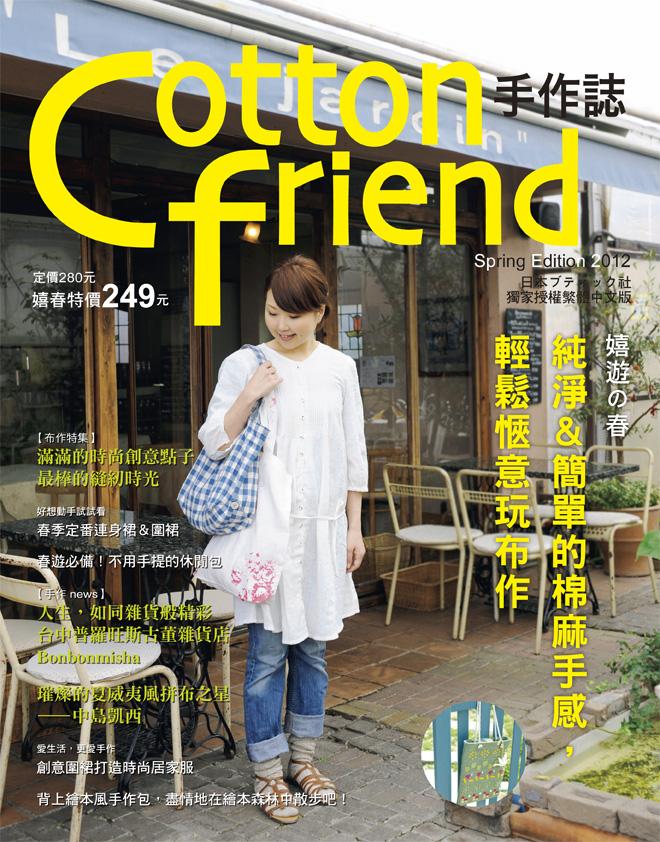 "Le Jardin"
Cotton
friend
手作誌
Spring Edition 2012
日本ブティック社
獨家授權繁體中文版
定價280元
嬉春特價249元
嬉遊の春
純淨&簡單的棉麻手感,
輕鬆愜意玩布作
【布作特集】
滿滿的時尚創意點子
最棒的縫紉時光
好想動手試試看
春季定番連身裙&圍裙
春遊必備!不用手提的休閒包
【手作 news】
人生,如同雜貨般精彩
台中普羅旺斯古董雜貨店
Bonbonmisha
璀璨的夏威夷風拼布之星
——中島凱西
愛生活,更愛手作
創意圍裙打造時尚居家服
背上繪本風手作包,盡情地在繪本森林中散步吧!